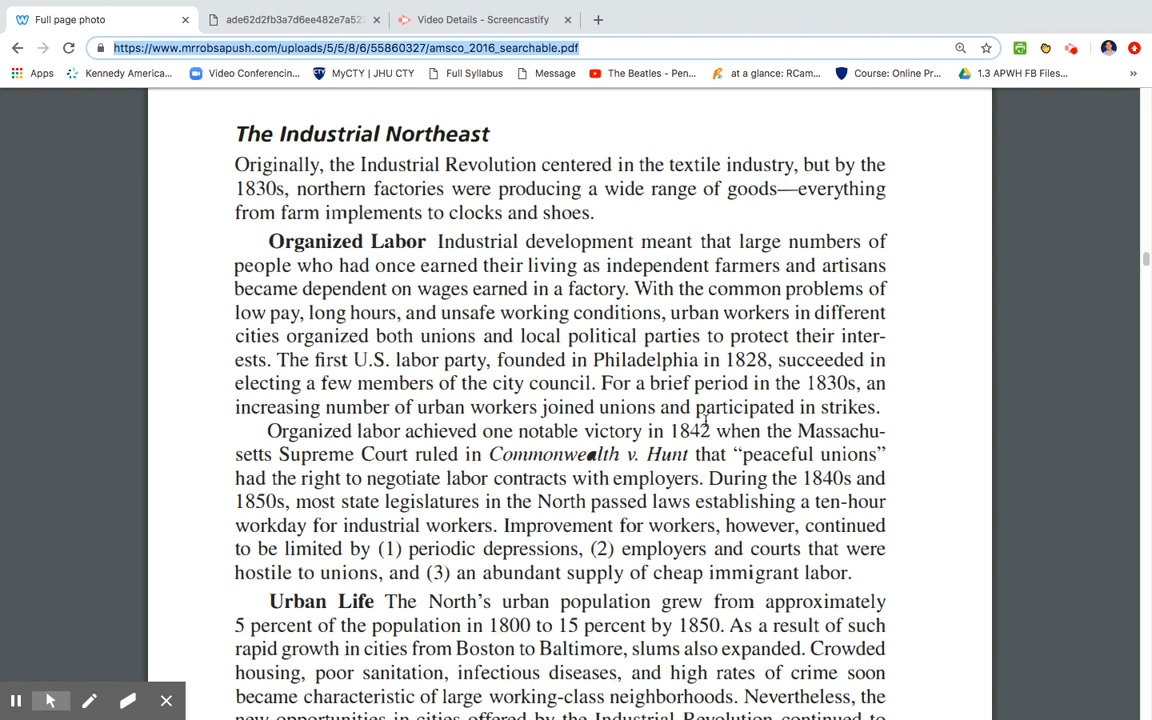 Full page photo
ade62d2fb3a7d6ee482e7a522
Video Details - Screencastify
https://www.mrrobsapush.com/uploads/5/5/8/6/55860327/amsco_2016_searchable.pdf
Apps
Kennedy America...
Video Conferencin...
MyCTY | JHU CTY
Full Syllabus
Message
The Beatles - Pen...
at a glance: RCam...
Course: Online Pr...
1.3 APWH FB Files...
The Industrial Northeast
Originally, the Industrial Revolution centered in the textile industry, but by the
1830s, northern factories were producing a wide range of goods—everything
from farm implements to clocks and shoes.
Organized Labor Industrial development meant that large numbers of
people who had once earned their living as independent farmers and artisans
became dependent on wages earned in a factory. With the common problems of
low pay, long hours, and unsafe working conditions, urban workers in different
cities organized both unions and local political parties to protect their inter-
ests. The first U.S. labor party, founded in Philadelphia in 1828, succeeded in
electing a few members of the city council. For a brief period in the 1830s, an
increasing number of urban workers joined unions and participated in strikes.
Organized labor achieved one notable victory in 1842 when the Massachu-
setts Supreme Court ruled in Commonwealth v. Hunt that “peaceful unions”
had the right to negotiate labor contracts with employers. During the 1840s and
1850s, most state legislatures in the North passed laws establishing a ten-hour
workday for industrial workers. Improvement for workers, however, continued
to be limited by (1) periodic depressions, (2) employers and courts that were
hostile to unions, and (3) an abundant supply of cheap immigrant labor.
Urban Life The North’s urban population grew from approximately
5 percent of the population in 1800 to 15 percent by 1850. As a result of such
rapid growth in cities from Boston to Baltimore, slums also expanded. Crowded
housing, poor sanitation, infectious diseases, and high rates of crime soon
became characteristic of large working-class neighborhoods. Nevertheless, the
new opportunities in cities offered by the Industrial Revolution continued to